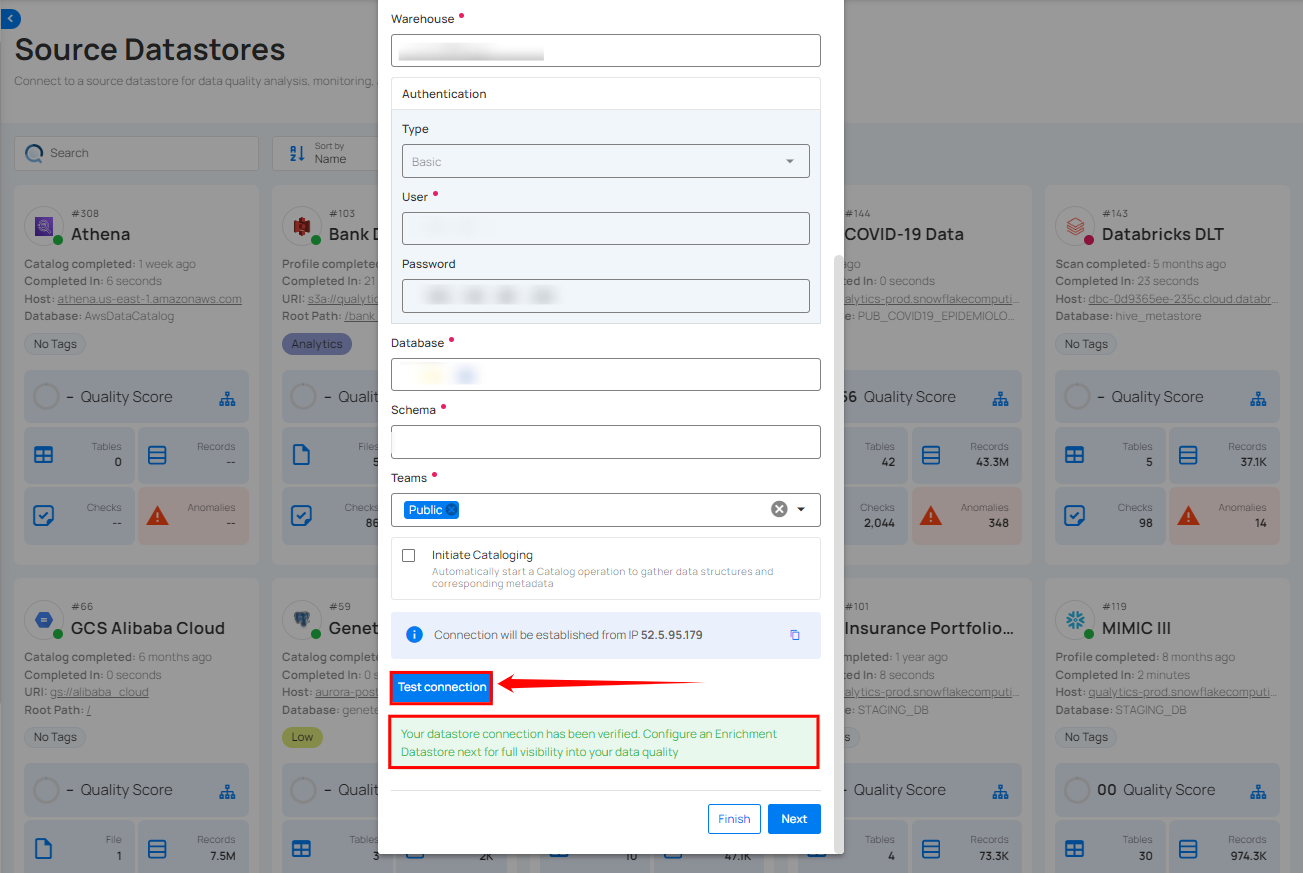 Source Datastores
Connect to a source datastore for data quality analysis, monitoring,
Search
Sort by
Name
#308
Athena
Catalog completed: 1 week ago
Completed In: 6 seconds
Host: athena.us-east-1.amazonaws.com
Database: AwsDataCatalog
No Tags
– Quality Score
Tables
0
Records
--
Checks
--
Anomalies
--
#103
Bank D
Profile completed
Completed In: 21
URI: s3a://qualytic
Root Path: /bank
Analytics
– Qualit
Files
5
Checks
86
Warehouse
Authentication
Type
Basic
User
Password
Database
Schema
Teams
Public
Initiate Cataloging
Automatically start a Catalog operation to gather data structures and
corresponding metadata
Connection will be established from IP 52.5.95.179
Test connection
Your datastore connection has been verified. Configure an Enrichment
Datastore next for full visibility into your data quality
Finish
Next
#144
COVID-19 Data
ago
ed In: 0 seconds
alytics-prod.snowflakecomputi...
e: PUB_COVID19_EPIDEMIOLO...
66 Quality Score
Tables
42
Records
43.3M
Checks
2,044
Anomalies
348
#143
Databricks DLT
Scan completed: 5 months ago
Completed In: 23 seconds
Host: dbc-0d9365ee-235c.cloud.databr...
Database: hive_metastore
No Tags
– Quality Score
Tables
5
Records
37.1K
Checks
98
Anomalies
14
#66
GCS Alibaba Cloud
Catalog completed: 6 months ago
Completed In: 0 seconds
URI: gs://alibaba_cloud
Root Path: /
No Tags
– Quality Score
File
1
Records
7.5M
#59
Genet
Catalog complete
Completed In: 0
Host: aurora-post
Database: genete
Low
– Qualit
Tables
3
2K
10
47.1K
#101
Insurance Portfolio...
mpleted: 1 year ago
ed In: 8 seconds
alytics-prod.snowflakecomputi...
e: STAGING_DB
s
– Quality Score
Tables
4
Records
73.3K
#119
MIMIC III
Profile completed: 8 months ago
Completed In: 2 minutes
Host: qualytics-prod.snowflakecomputi...
Database: STAGING_DB
No Tags
00 Quality Score
Tables
30
Records
974.3K